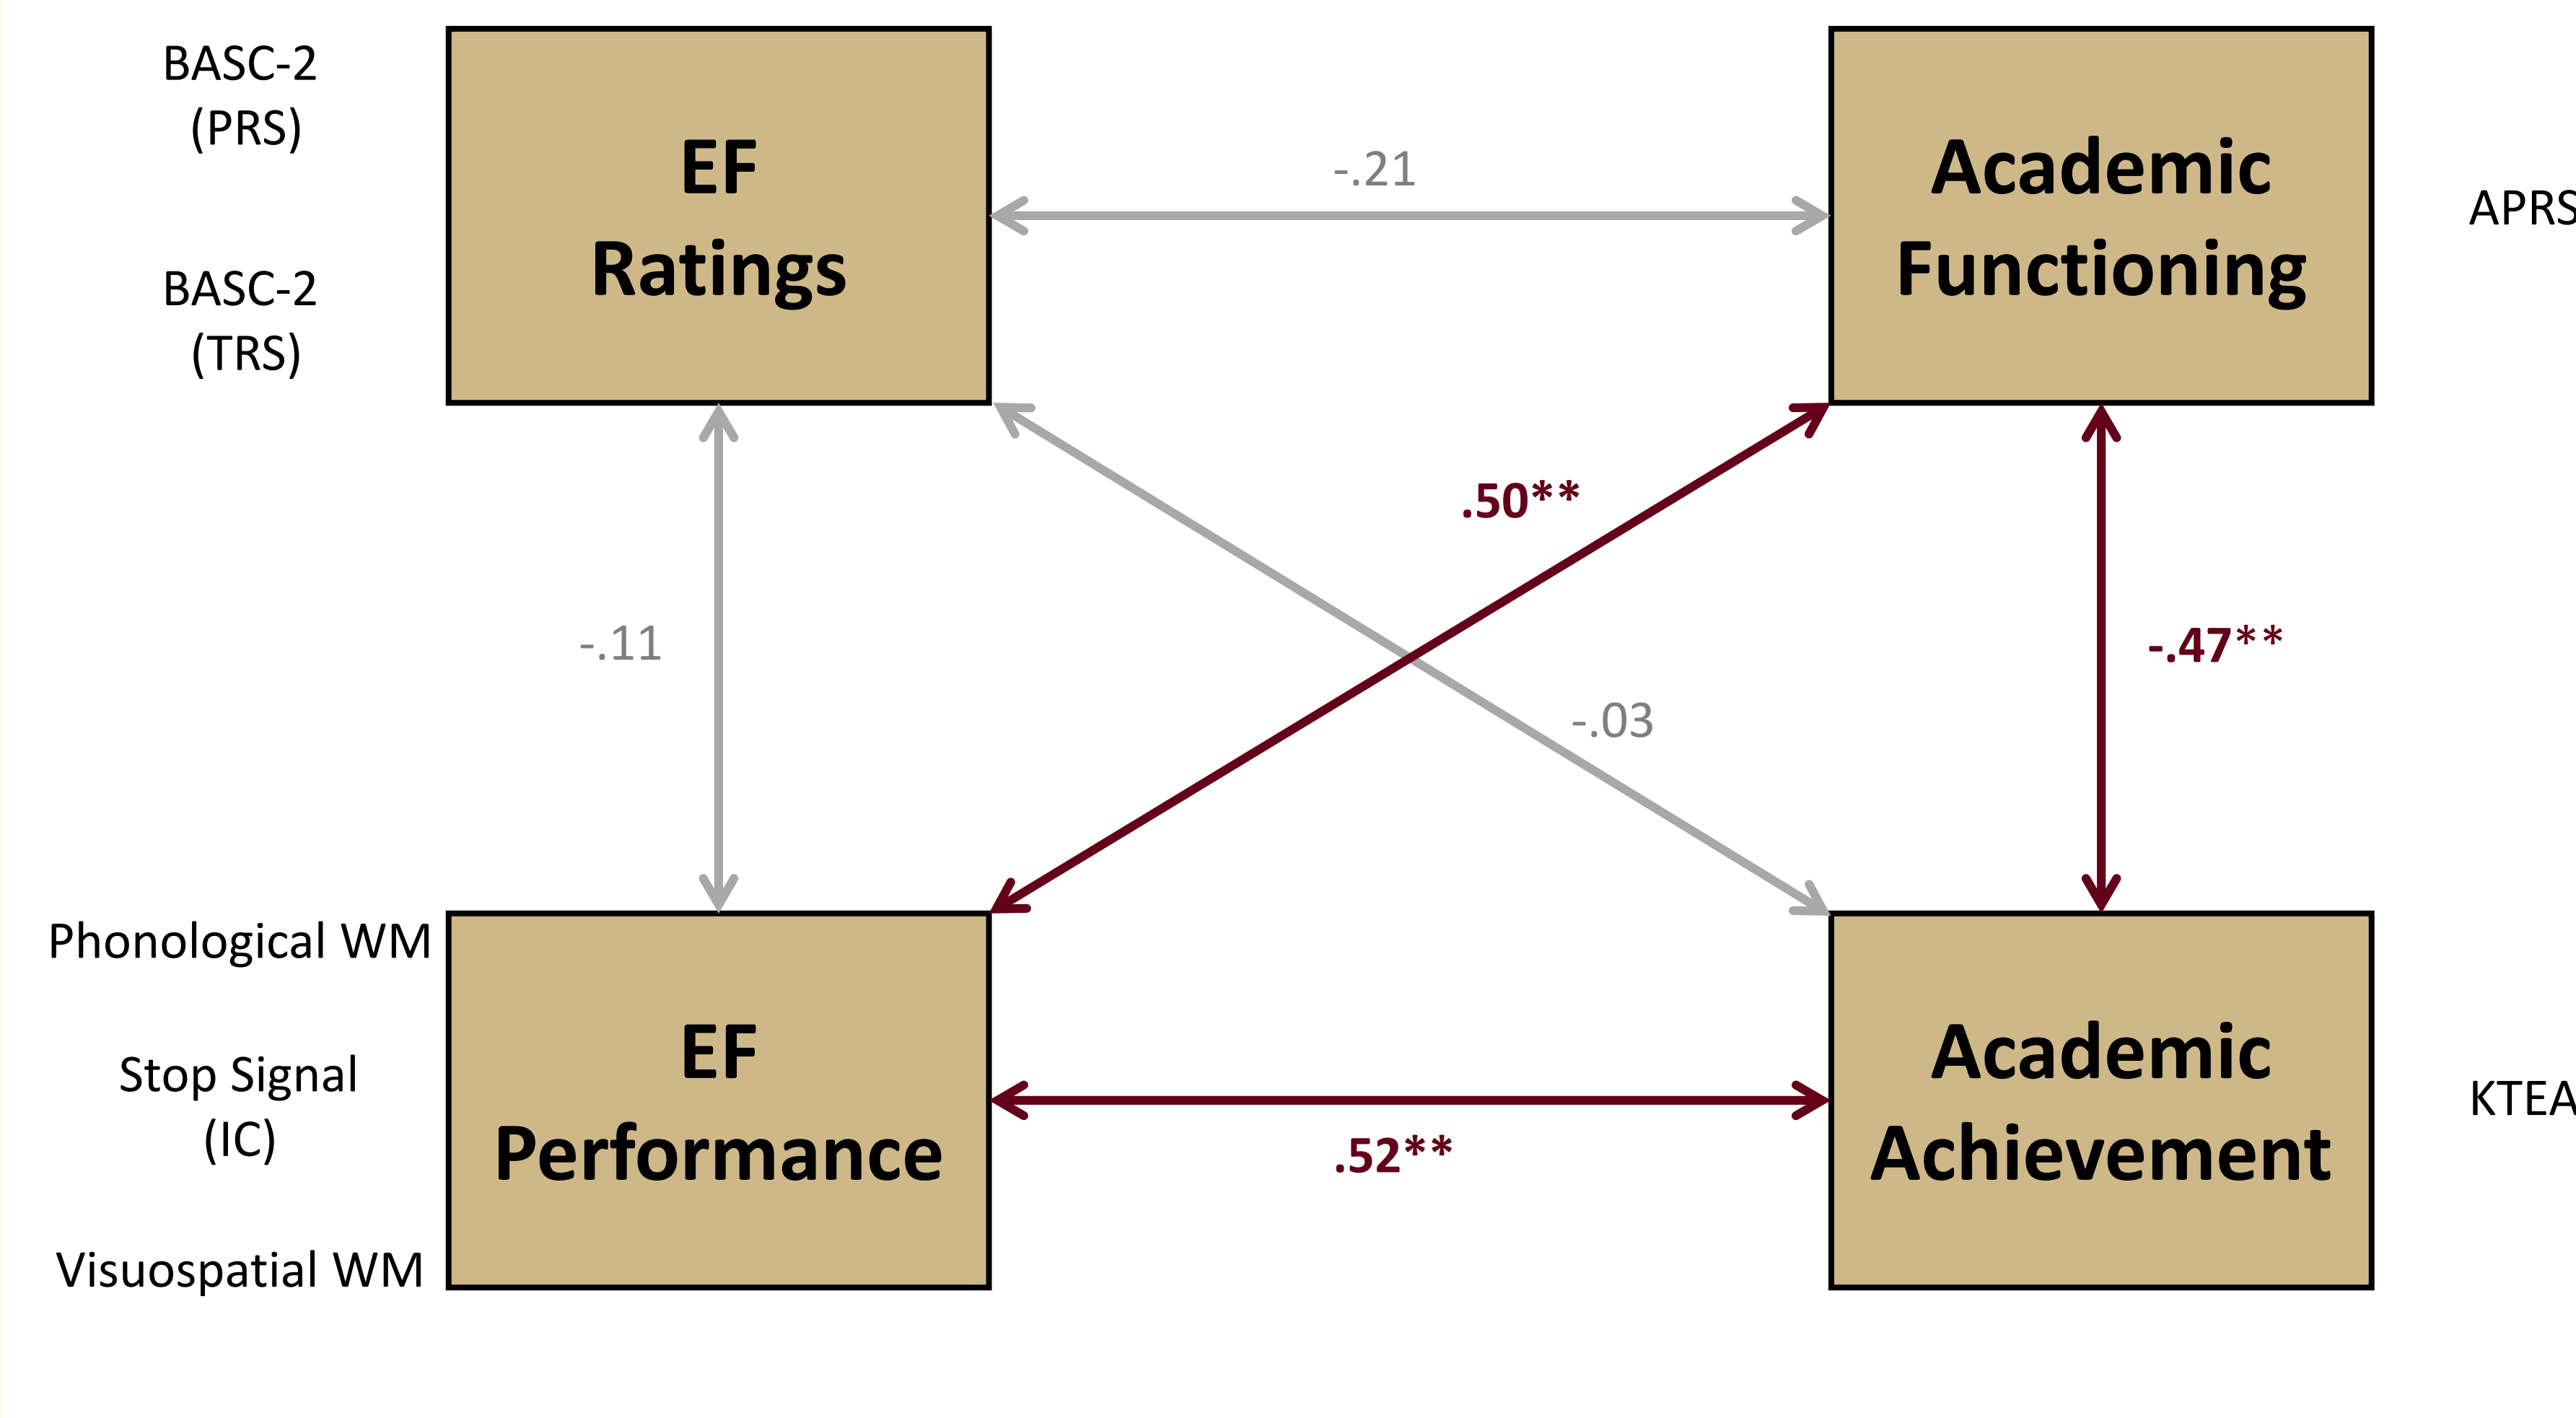 BASC-2
(PRS)
BASC-2
(TRS)
EF
Ratings
-.21
Academic
Functioning
APRS
.50**
-.11
-.47**
-.03
Phonological WM
Stop Signal
(IC)
Visuospatial WM
EF
Performance
.52**
Academic
Achievement
KTEA